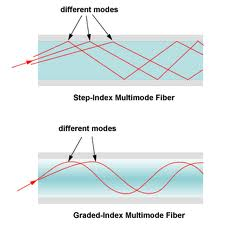 different modes
Step-Index Multimode Fiber
different modes
Graded-Index Multimode Fiber